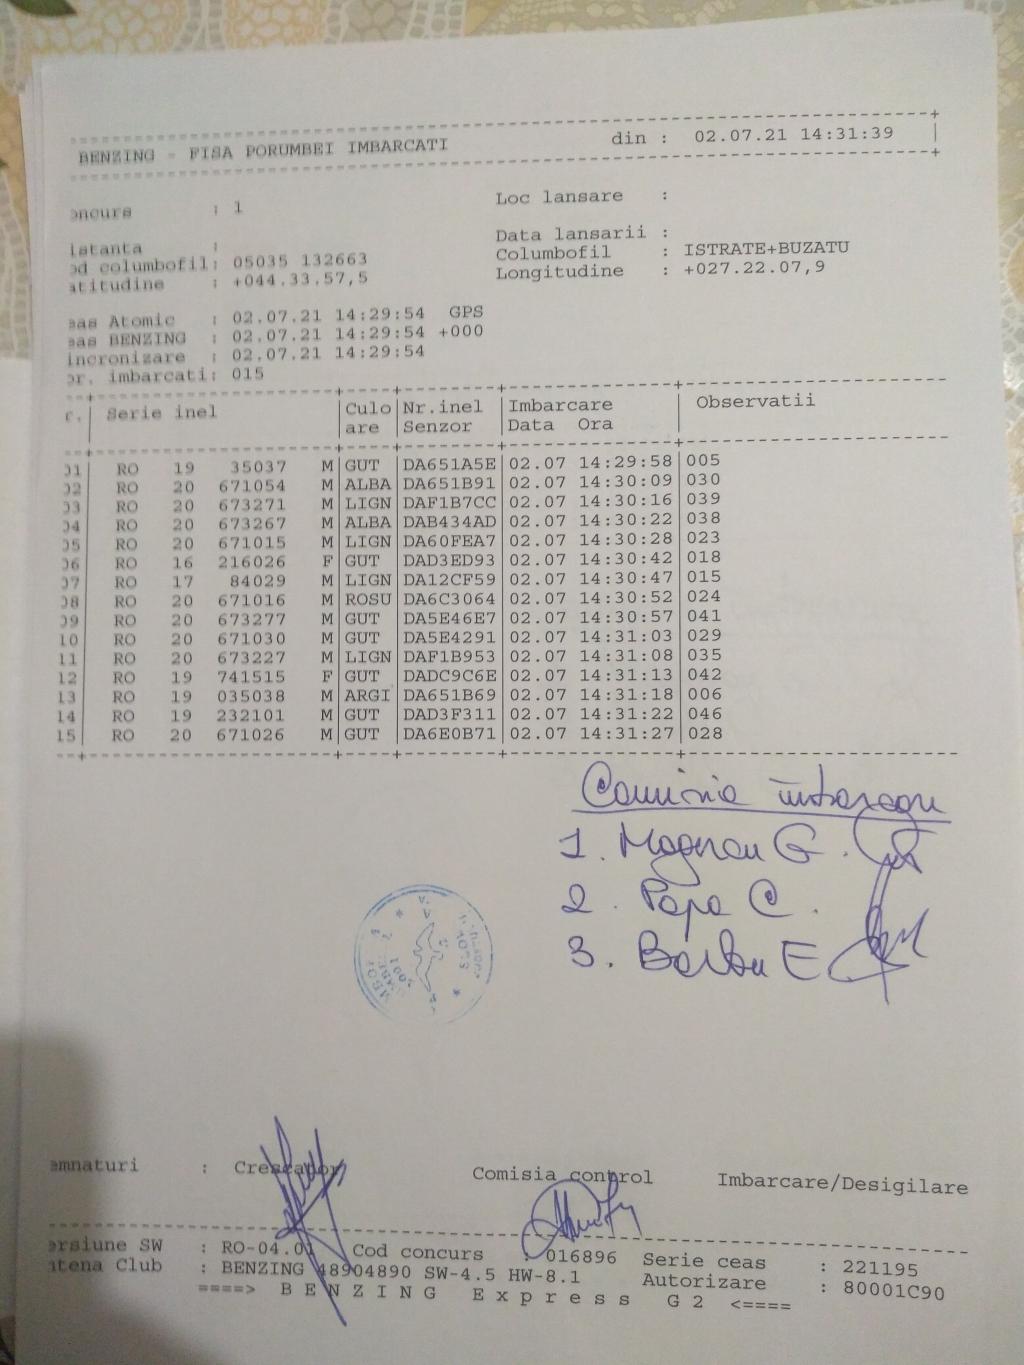 BENZING - FISA PORUMBEI IMBARCATI din : 02.07.21 14:31:39
oncurs : 1 Loc lansare :
istanta : Data lansarii :
od columbofil: 05035 132663 Columbofil : ISTRATE+BUZATU
atitudine : +044.33.57,5 Longitudine : +027.22.07,9
eas Atomic : 02.07.21 14:29:54 GPS
eas BENZING : 02.07.21 14:29:54 +000
incronizare : 02.07.21 14:29:54
or. imbarcati: 015
r. Serie inel Culo Nr.inel Imbarcare Observatii
are Senzor Data Ora
01 RO 19 35037 M GUT DA651A5E 02.07 14:29:58 005
02 RO 20 671054 M ALBA DA651B91 02.07 14:30:09 030
03 RO 20 673271 M LIGN DAF1B7CC 02.07 14:30:16 039
04 RO 20 673267 M ALBA DAB434AD 02.07 14:30:22 038
05 RO 20 671015 M LIGN DA60FEA7 02.07 14:30:28 023
06 RO 16 216026 F GUT DAD3ED93 02.07 14:30:42 018
07 RO 17 84029 M LIGN DA12CF59 02.07 14:30:47 015
08 RO 20 671016 M ROSU DA6C3064 02.07 14:30:52 024
09 RO 20 673277 M GUT DA5E46E7 02.07 14:30:57 041
10 RO 20 671030 M GUT DA5E4291 02.07 14:31:03 029
11 RO 20 673227 M LIGN DAF1B953 02.07 14:31:08 035
12 RO 19 741515 F GUT DADC9C6E 02.07 14:31:13 042
13 RO 19 035038 M ARGI DA651B69 02.07 14:31:18 006
14 RO 19 232101 M GUT DAD3F311 02.07 14:31:22 046
15 RO 20 671026 M GUT DA6E0B71 02.07 14:31:27 028
Comisia
1. G.
2. Papa C.
3. Barbu E
emnaturi : Crescator Comisia control Imbarcare/Desigilare
ersiune SW : RO-04.01 Cod concurs : 016896 Serie ceas : 221195
ntena Club : BENZING 48904890 SW-4.5 HW-8.1 Autorizare : 80001C90
====> B E N Z I N G E x p r e s s G 2 <====